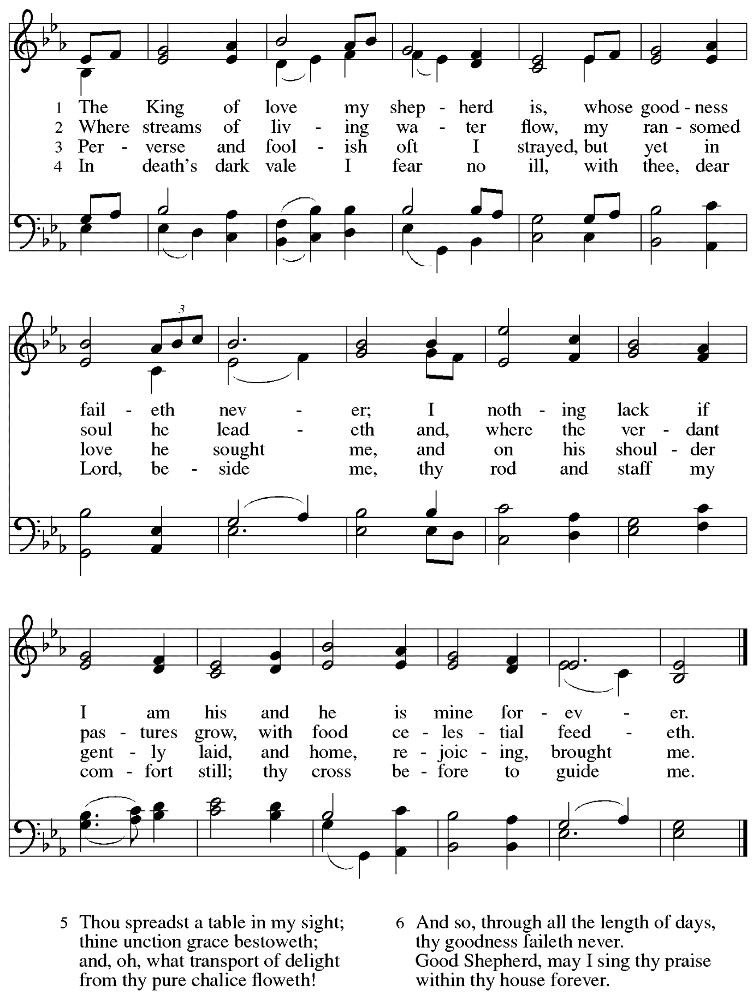 1 The King of love my shep - herd is, whose good - ness
2 Where streams of liv - ing wa - ter flow, my ran - somed
3 Per - verse and fool - ish oft I strayed, but yet in
4 In death's dark vale I fear no ill, with thee, dear
3
fail - eth nev - er; I noth - ing lack if
soul he lead - eth and, where the ver - dant
love he sought me, and on his shoul - der
Lord, be - side me, thy rod and staff my
I am his and he is mine for - ev - er.
pas - tures grow, with food ce - les - tial feed - eth.
gent - ly laid, and home, re - joic - ing, brought me.
com - fort still; thy cross be - fore to guide me.
5 Thou spreadst a table in my sight;
thine unction grace bestoweth;
and, oh, what transport of delight
from thy pure chalice floweth!
6 And so, through all the length of days,
thy goodness faileth never.
Good Shepherd, may I sing thy praise
within thy house forever.